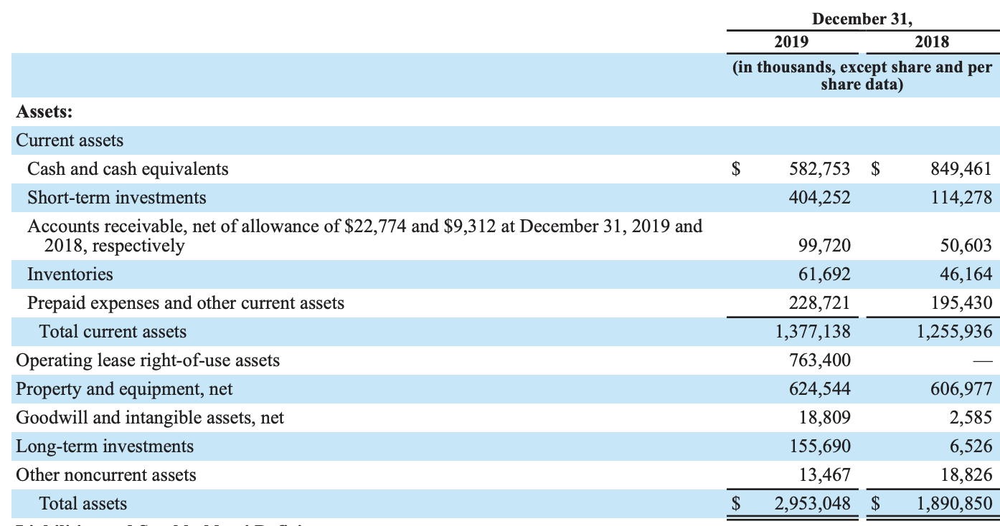 December 31,
2019 2018
(in thousands, except share and per
share data)
Assets:
Current assets
Cash and cash equivalents $ 582,753 $ 849,461
Short-term investments 404,252 114,278
Accounts receivable, net of allowance of $22,774 and $9,312 at December 31, 2019 and
2018, respectively 99,720 50,603
Inventories 61,692 46,164
Prepaid expenses and other current assets 228,721 195,430
Total current assets 1,377,138 1,255,936
Operating lease right-of-use assets 763,400 —
Property and equipment, net 624,544 606,977
Goodwill and intangible assets, net 18,809 2,585
Long-term investments 155,690 6,526
Other noncurrent assets 13,467 18,826
Total assets $ 2,953,048 $ 1,890,850